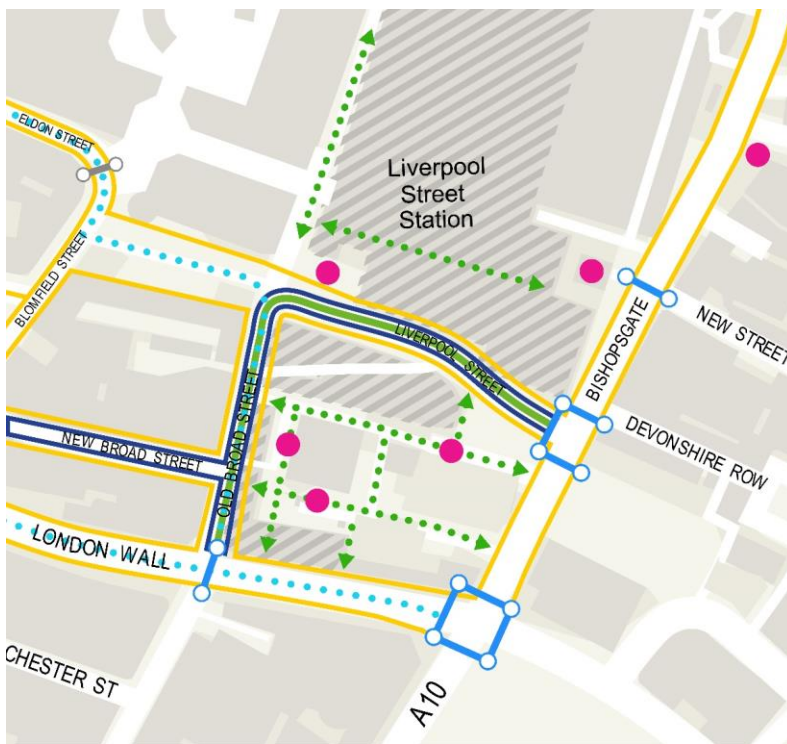 ELDON STREET
Liverpool
Street
Station
BLOMFIELD STREET
LIVERPOOL STREET
BISHOPSGATE
NEW STREET
OLD BROAD STREET
NEW BROAD STREET
DEVONSHIRE ROW
LONDON WALL
CHESTER ST
A10